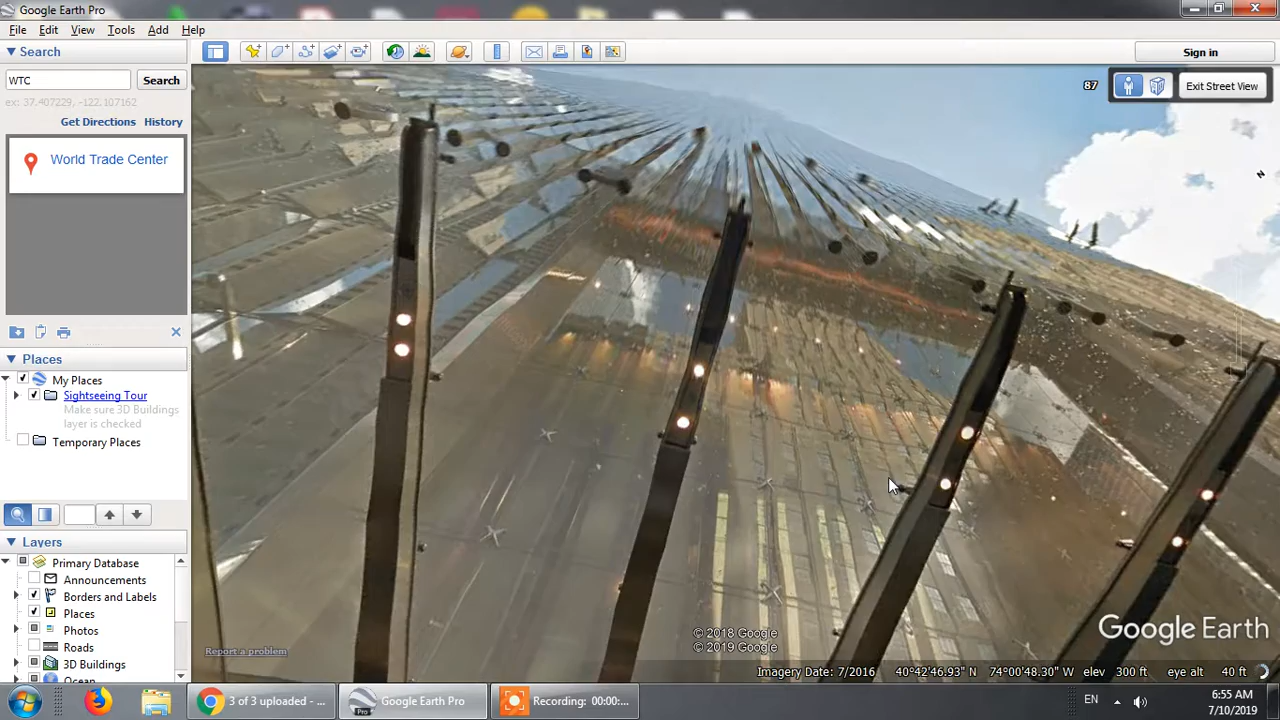 Google Earth Pro
File Edit View Tools Add Help
Search
Sign in
WTC
Search
87
Exit Street View
ex: 37.407229, -122.107162
Get Directions History
World Trade Center
N
Places
My Places
Sightseeing Tour
Make sure 3D Buildings
layer is checked
Temporary Places
Layers
Primary Database
Announcements
Borders and Labels
Places
Photos
Roads
3D Buildings
Ocean
© 2018 Google
© 2019 Google
Google Earth
Report a problem
Imagery Date: 7/2016 40°42'46.93" N 74°00'48.30" W elev 300 ft eye alt 40 ft
3 of 3 uploaded - ...
Google Earth Pro
Recording: 00:00:...
EN
6:55 AM
7/10/2019